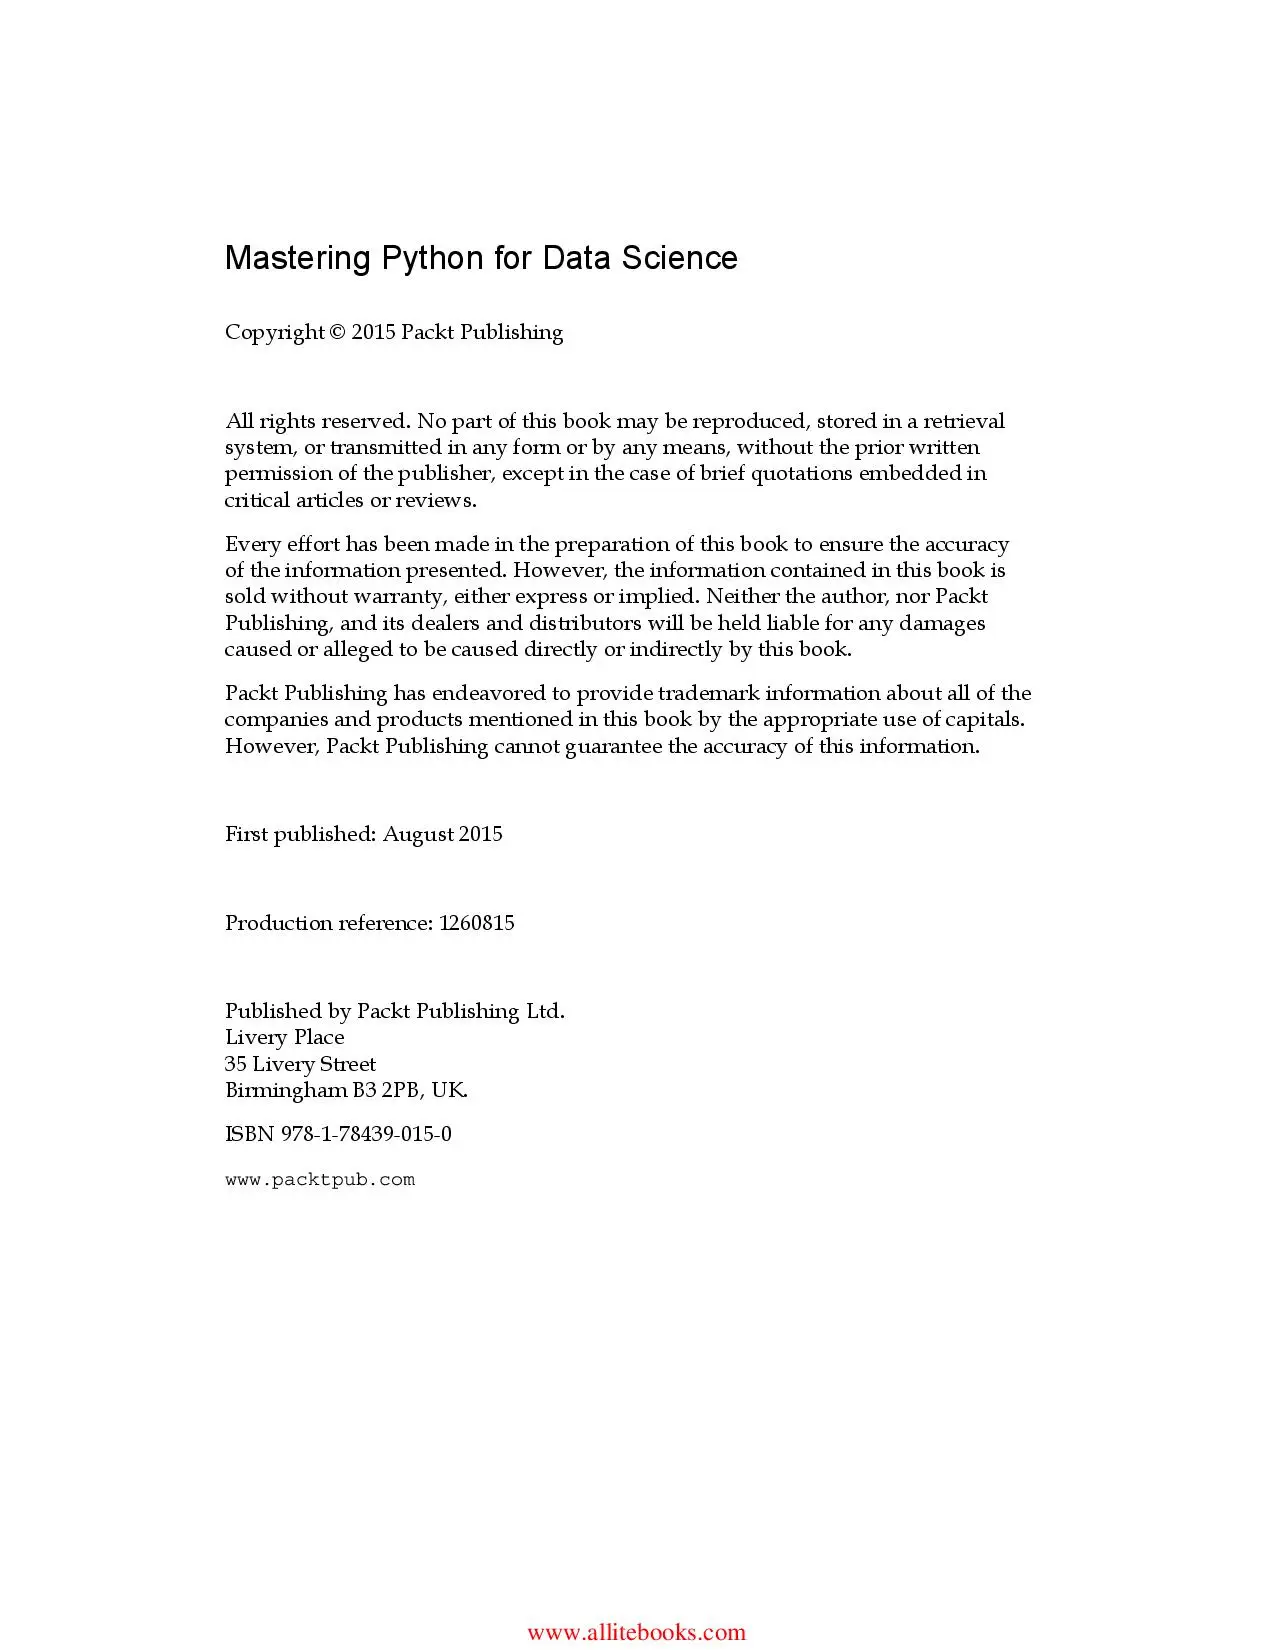 Mastering Python for Data Science
Copyright © 2015 Packt Publishing
All rights reserved. No part of this book may be reproduced, stored in a retrieval
system, or transmitted in any form or by any means, without the prior written
permission of the publisher, except in the case of brief quotations embedded in
critical articles or reviews.
Every effort has been made in the preparation of this book to ensure the accuracy
of the information presented. However, the information contained in this book is
sold without warranty, either express or implied. Neither the author, nor Packt
Publishing, and its dealers and distributors will be held liable for any damages
caused or alleged to be caused directly or indirectly by this book.
Packt Publishing has endeavored to provide trademark information about all of the
companies and products mentioned in this book by the appropriate use of capitals.
However, Packt Publishing cannot guarantee the accuracy of this information.
First published: August 2015
Production reference: 1260815
Published by Packt Publishing Ltd.
Livery Place
35 Livery Street
Birmingham B3 2PB, UK.
ISBN 978-1-78439-015-0
www.packtpub.com
www.allitebooks.com